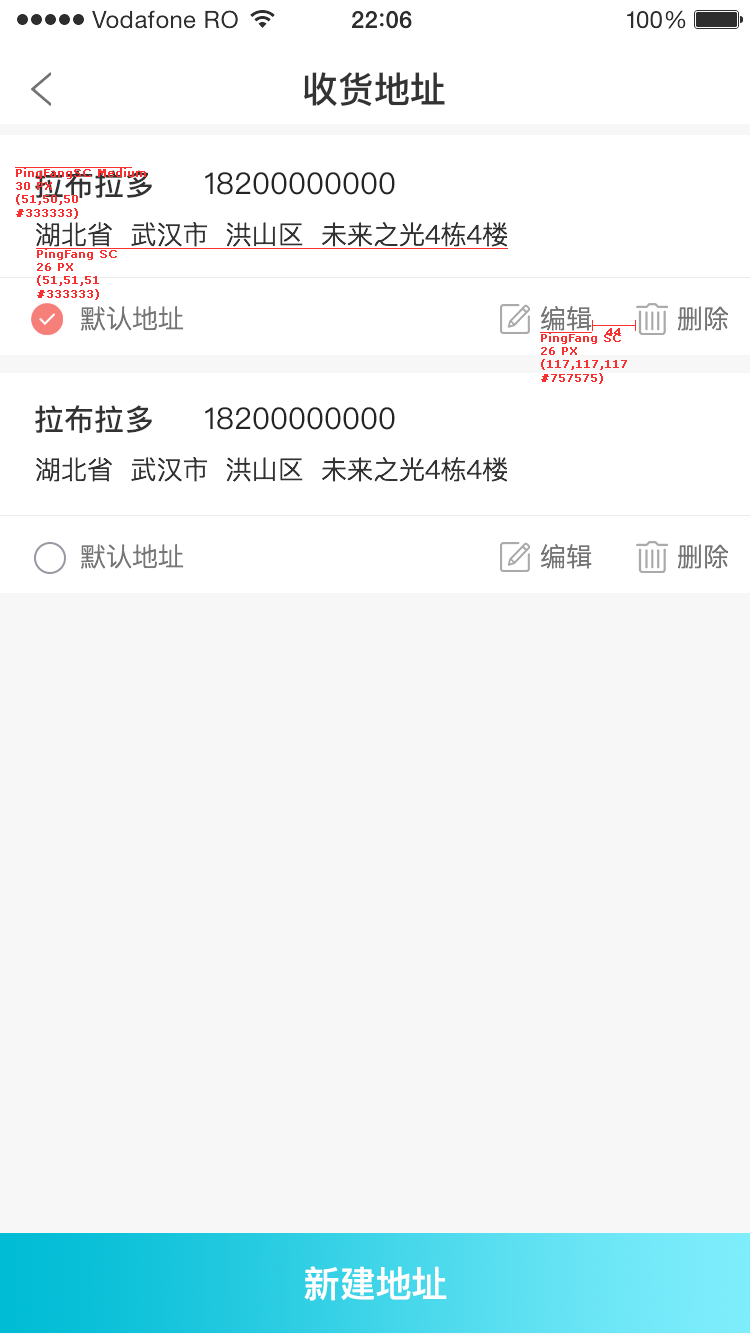 Vodafone RO 22:06 100%
收货地址
拉布拉多 18200000000
PingFangSC Medium
30 PX
(51,50,50
#333333)
湖北省 武汉市 洪山区 未来之光4栋4楼
PingFang SC
26 PX
(51,51,51
#333333)
默认地址 编辑 44 删除
PingFang SC
26 PX
(117,117,117
#757575)
拉布拉多 18200000000
湖北省 武汉市 洪山区 未来之光4栋4楼
默认地址 编辑 删除
新建地址